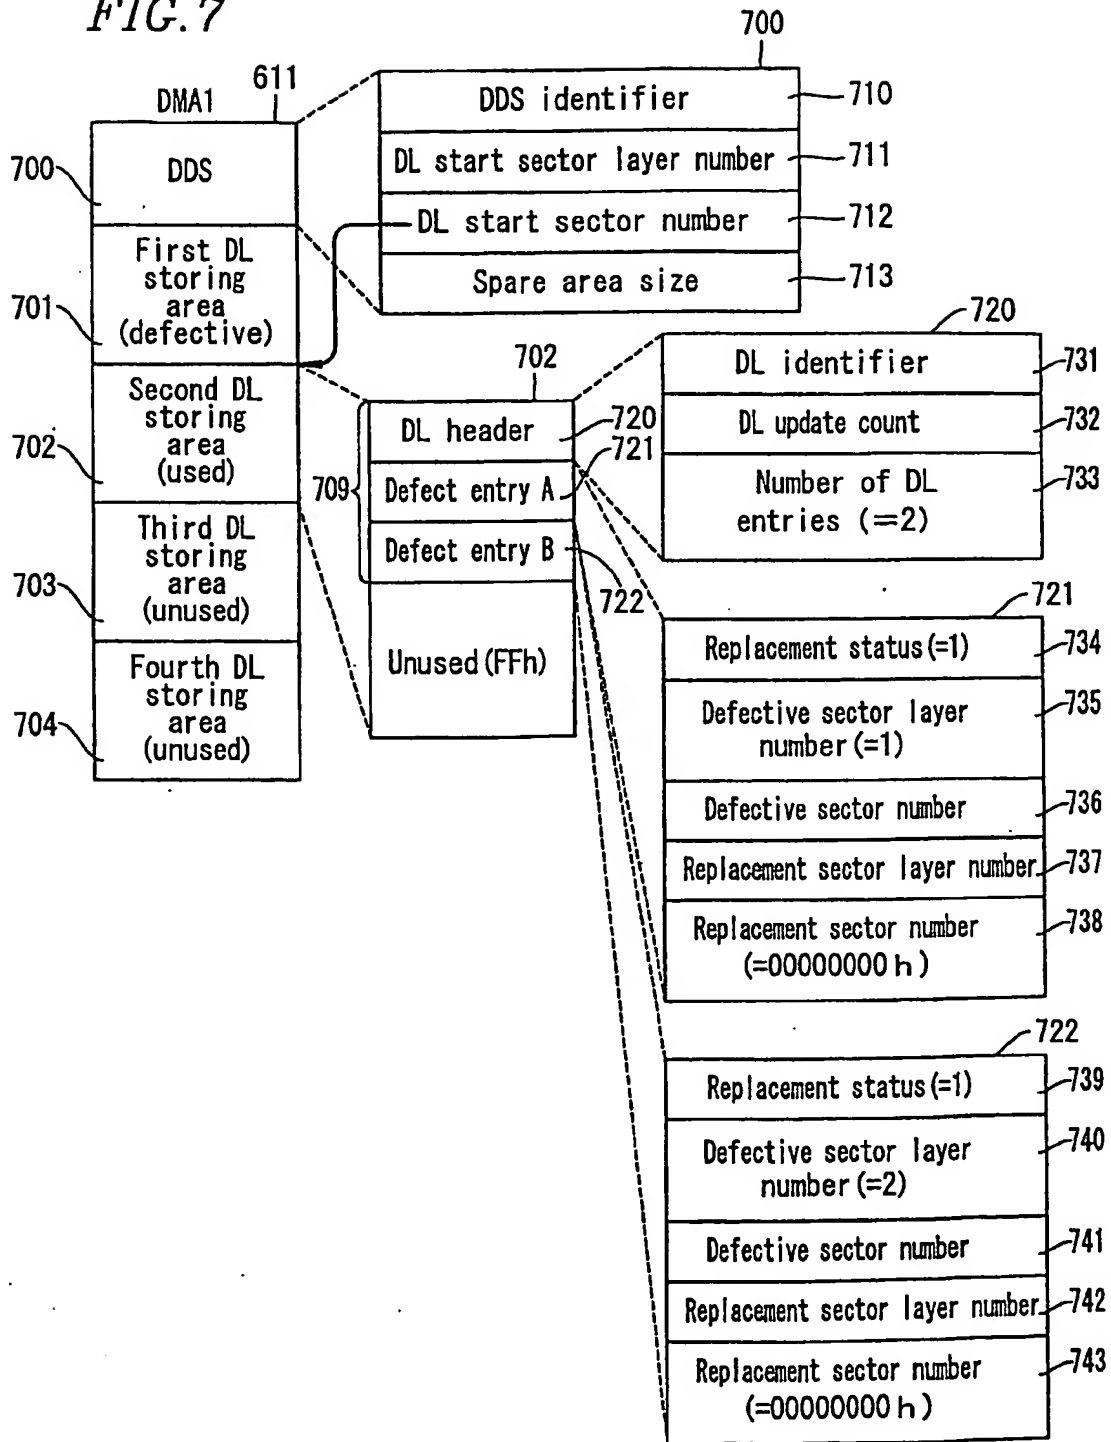 FIG. 7
DMA1
611
700
DDS
First DL
storing
area
(defective)
701
Second DL
storing
area
(used)
702
Third DL
storing
area
(unused)
703
Fourth DL
storing
area
(unused)
704
700
DDS identifier
710
DL start sector layer number
711
DL start sector number
712
Spare area size
713
702
709
DL header
720
Defect entry A
721
Defect entry B
722
Unused (FFh)
720
DL identifier
731
DL update count
732
Number of DL
entries (=2)
733
721
Replacement status (=1)
734
Defective sector layer
number (=1)
735
Defective sector number
736
Replacement sector layer number
737
Replacement sector number
(=00000000 h)
738
722
Replacement status (=1)
739
Defective sector layer
number (=2)
740
Defective sector number
741
Replacement sector layer number
742
Replacement sector number
(=00000000 h)
743